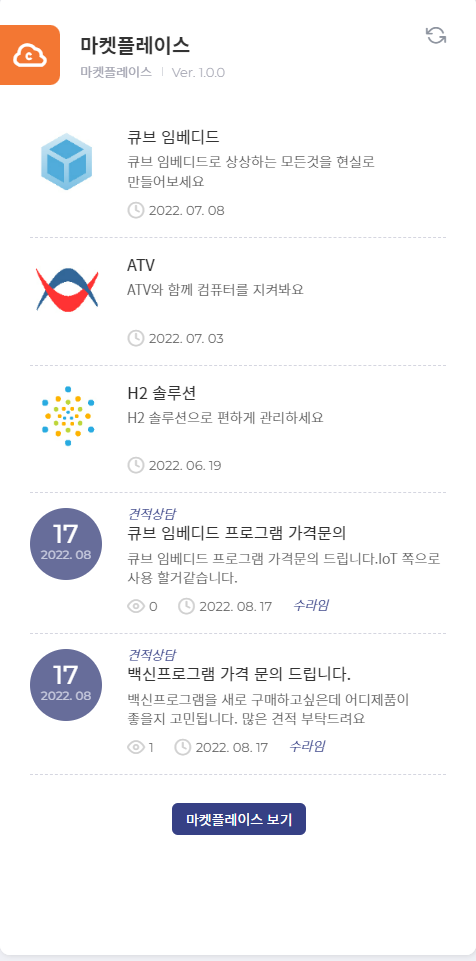 c
마켓플레이스
마켓플레이스 | Ver. 1.0.0
큐브 임베디드
큐브 임베디드로 상상하는 모든것을 현실로
만들어보세요
2022. 07. 08
ATV
ATV와 함께 컴퓨터를 지켜봐요
2022. 07. 03
H2 솔루션
H2 솔루션으로 편하게 관리하세요
2022. 06. 19
17
2022. 08
견적상담
큐브 임베디드 프로그램 가격문의
큐브 임베디드 프로그램 가격문의 드립니다.IoT 쪽으로
사용 할거같습니다.
0 2022. 08. 17 수라임
17
2022. 08
견적상담
백신프로그램 가격 문의 드립니다.
백신프로그램을 새로 구매하고싶은데 어디제품이
좋을지 고민됩니다. 많은 견적 부탁드려요
1 2022. 08. 17 수라임
마켓플레이스 보기